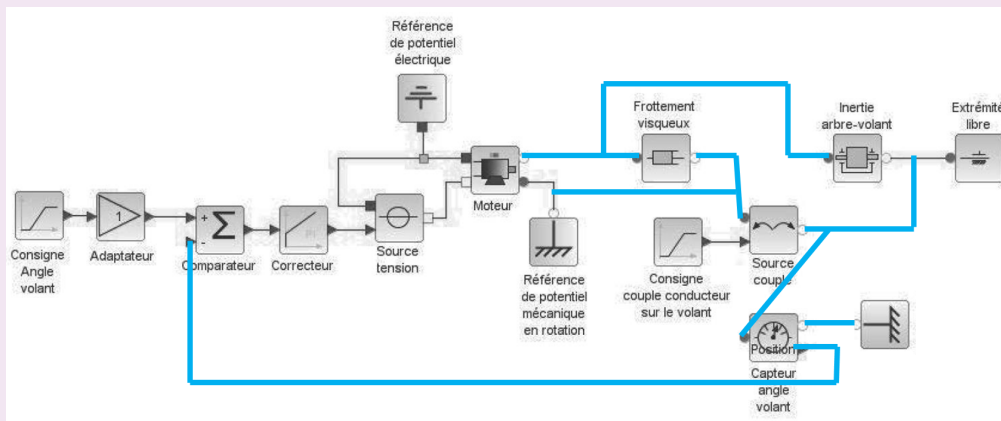 Référence
de potentiel
électrique
Frottement
visqueux
Inertie
arbre-volant
Extrémité
libre
Moteur
1
+
Σ
-
PI
Consigne
Angle
volant
Adaptateur
Comparateur
Correcteur
Source
tension
Référence
de potentiel
mécanique
en rotation
Consigne
couple conducteur
sur le volant
Source
couple
Position
Capteur
angle
volant